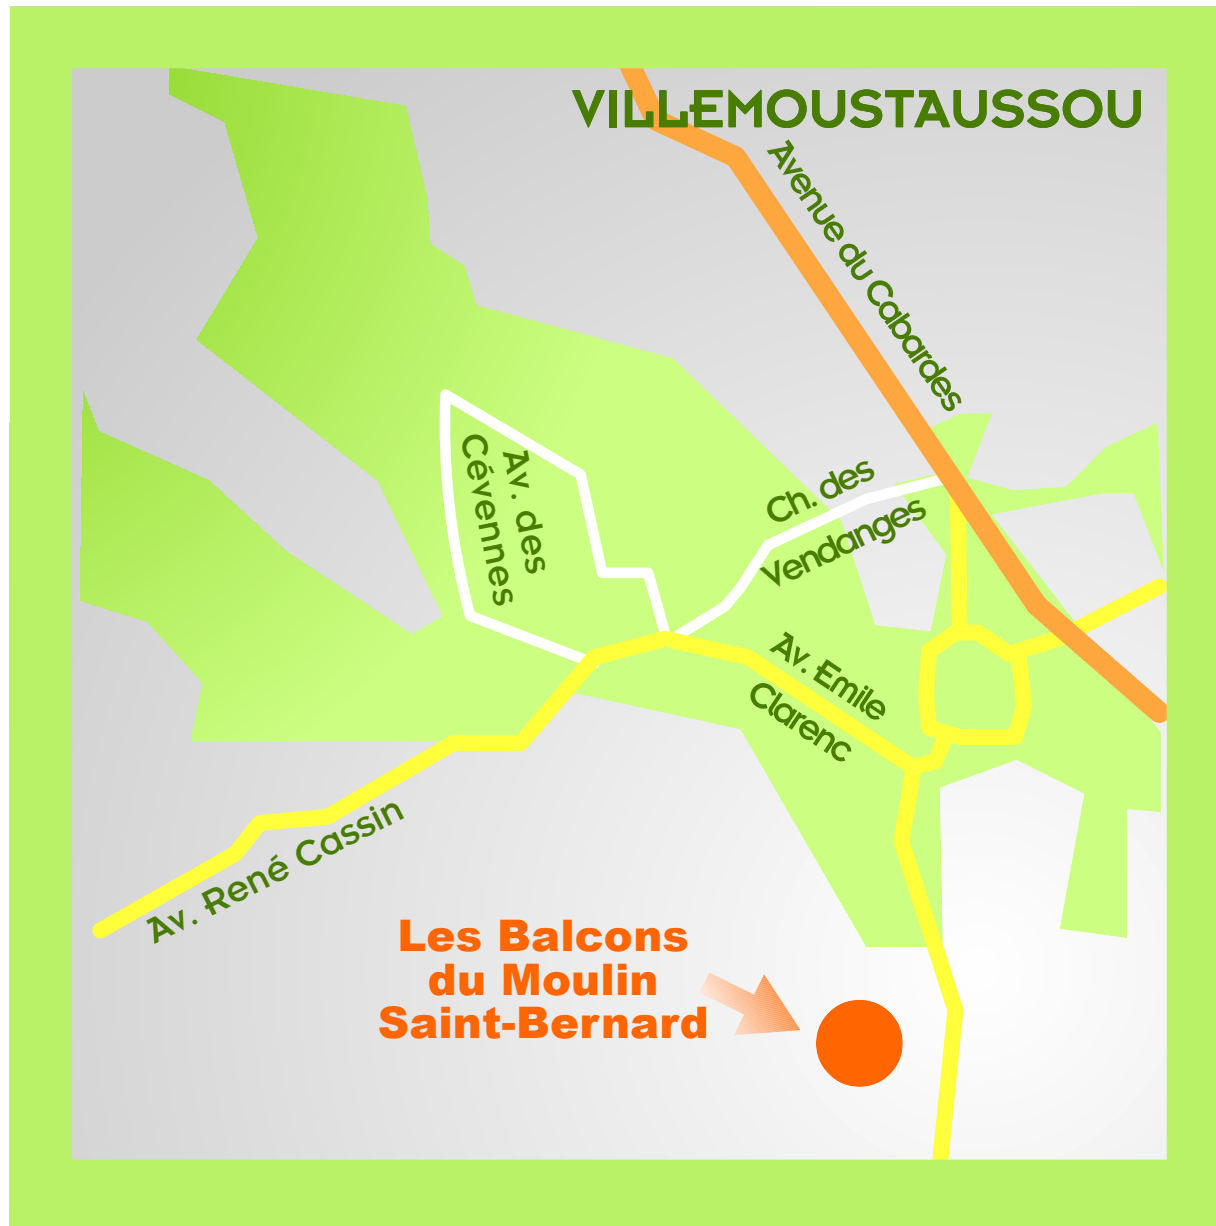 VILLEMOUSTAUSSOU
Avenue du Cabardes
Av. des
Cévennes
Ch. des
Vendanges
Av. Emile
Clarenc
Av. René Cassin
Les Balcons
du Moulin
Saint-Bernard